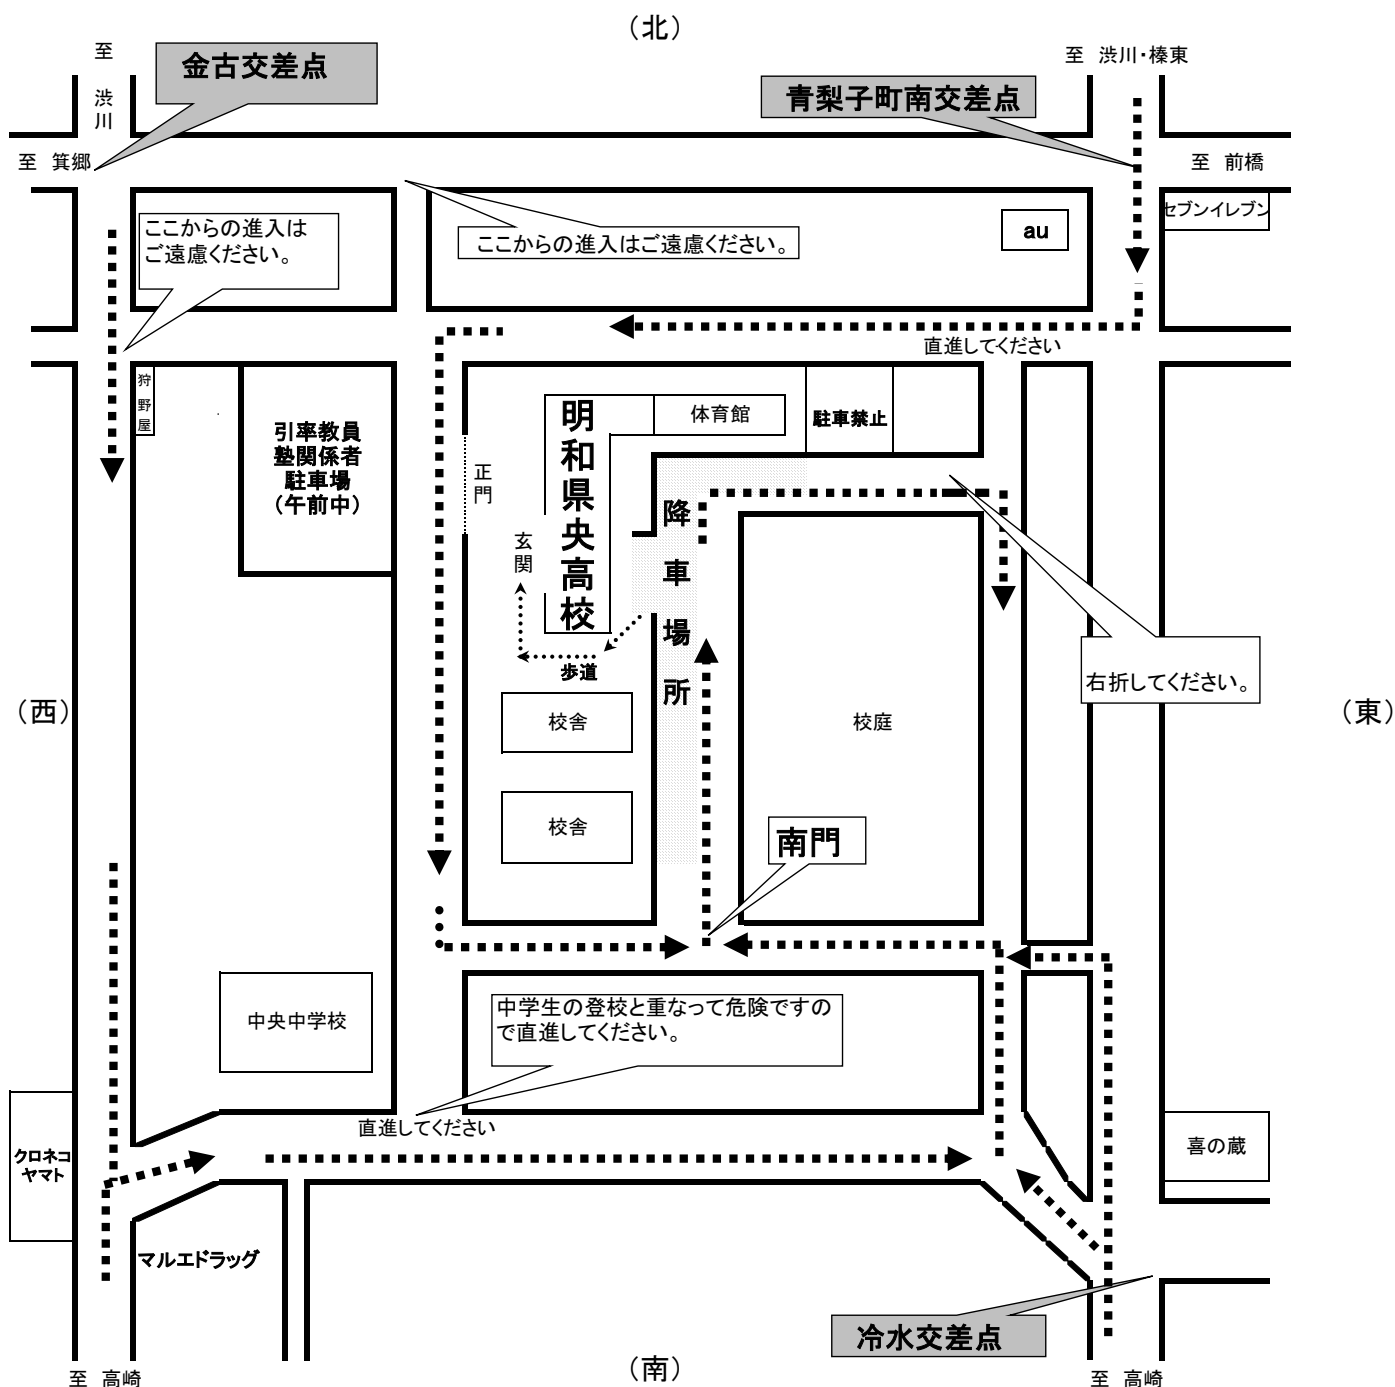 （北）
至
渋
川
金古交差点
至 渋川・榛東
青梨子町南交差点
至 箕郷
至 前橋
セブンイレブン
ここからの進入は
ご遠慮ください。
ここからの進入はご遠慮ください。
au
直進してください
狩
野
屋
引率教員
塾関係者
駐車場
（午前中）
正
門
明
和
県
央
高
校
体育館
駐車禁止
玄
関
降
車
場
所
歩道
右折してください。
（西）
（東）
校舎
校庭
校舎
南門
中央中学校
中学生の登校と重なって危険ですの
で直進してください。
直進してください
クロネコ
ヤマト
喜の蔵
マルエドラッグ
冷水交差点
（南）
至 高崎
至 高崎